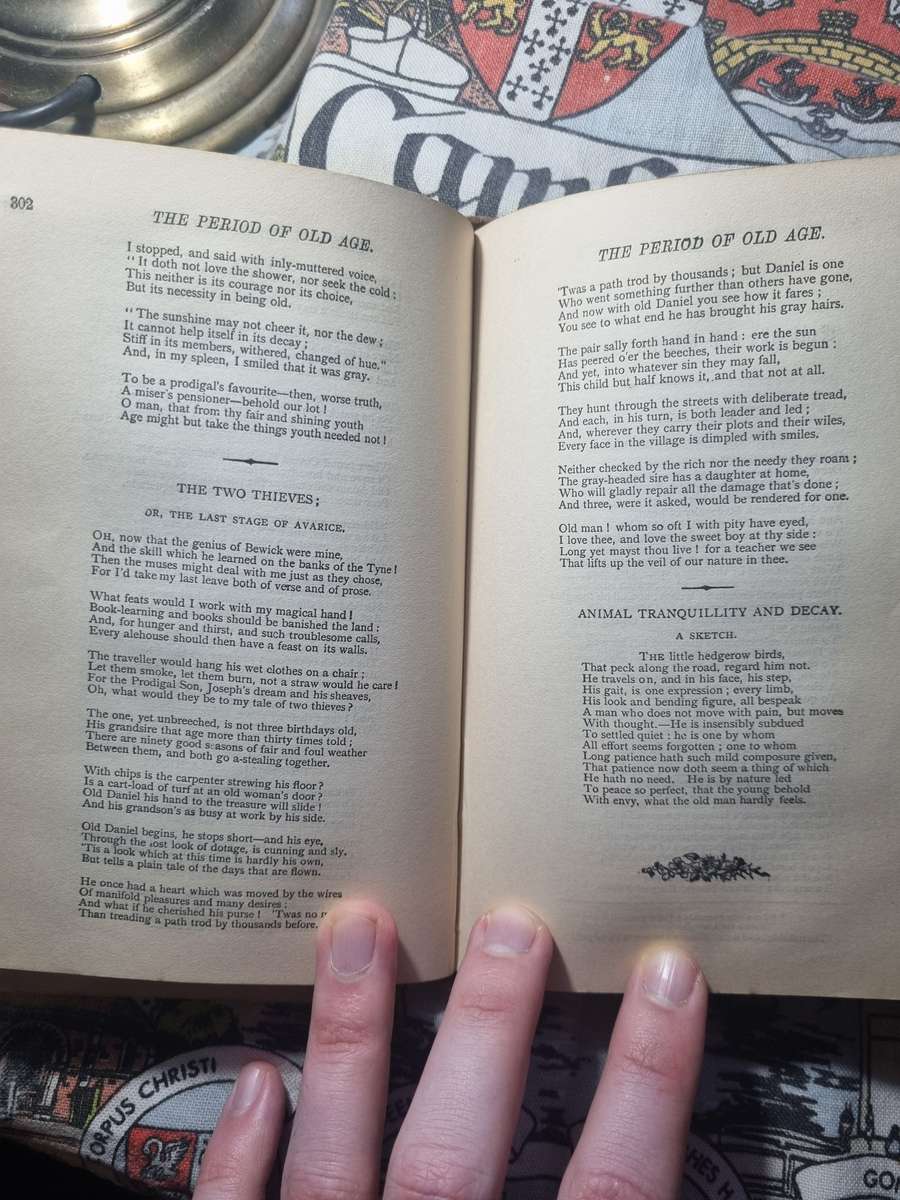 Cam
302
THE PERIOD OF OLD AGE.
I stopped, and said with inly-muttered voice,
"It doth not love the shower, nor seek the cold:
This neither is its courage nor its choice,
But its necessity in being old.
"The sunshine may not cheer it, nor the dew;
It cannot help itself in its decay;
Stiff in its members, withered, changed of hue."
And, in my spleen, I smiled that it was gray.
To be a prodigal's favourite—then, worse truth,
A miser's pensioner—behold our lot!
O man, that from thy fair and shining youth
Age might but take the things youth needed not!
THE TWO THIEVES;
OR, THE LAST STAGE OF AVARICE.
OH, now that the genius of Bewick were mine,
And the skill which he learned on the banks of the Tyne!
Then the muses might deal with me just as they chose,
For I'd take my last leave both of verse and of prose.
What feats would I work with my magical hand!
Book-learning and books should be banished the land:
And, for hunger and thirst, and such troublesome calls,
Every alehouse should then have a feast on its walls.
The traveller would hang his wet clothes on a chair;
Let them smoke, let them burn, not a straw would he care!
For the Prodigal Son, Joseph's dream and his sheaves,
Oh, what would they be to my tale of two thieves?
The one, yet unbreeched, is not three birthdays old,
His grandsire that age more than thirty times told;
There are ninety good seasons of fair and foul weather
Between them, and both go a-stealing together.
With chips is the carpenter strewing his floor?
Is a cart-load of turf at an old woman's door?
Old Daniel his hand to the treasure will slide!
And his grandson's as busy at work by his side.
Old Daniel begins, he stops short—and his eye,
Through the lost look of dotage, is cunning and sly.
'Tis a look which at this time is hardly his own,
But tells a plain tale of the days that are flown.
He once had a heart which was moved by the wires
Of manifold pleasures and many desires;
And what if he cherished his purse! 'Twas no
Than treading a path trod by thousands before.
THE PERIOD OF OLD AGE.
'Twas a path trod by thousands; but Daniel is one
Who went something further than others have gone,
And now with old Daniel you see how it fares;
You see to what end he has brought his gray hairs.
The pair sally forth hand in hand: ere the sun
Has peered o'er the beeches, their work is begun:
And yet, into whatever sin they may fall,
This child but half knows it, and that not at all.
They hunt through the streets with deliberate tread,
And each, in his turn, is both leader and led;
And, wherever they carry their plots and their wiles,
Every face in the village is dimpled with smiles.
Neither checked by the rich nor the needy they roam;
The gray-headed sire has a daughter at home,
Who will gladly repair all the damage that's done;
And three, were it asked, would be rendered for one.
Old man! whom so oft I with pity have eyed,
I love thee, and love the sweet boy at thy side:
Long yet mayst thou live! for a teacher we see
That lifts up the veil of our nature in thee.
ANIMAL TRANQUILLITY AND DECAY.
A SKETCH.
THE little hedgerow birds,
That peck along the road, regard him not.
He travels on, and in his face, his step,
His gait, is one expression; every limb,
His look and bending figure, all bespeak
A man who does not move with pain, but moves
With thought.—He is insensibly subdued
To settled quiet: he is one by whom
All effort seems forgotten; one to whom
Long patience hath such mild composure given,
That patience now doth seem a thing of which
He hath no need. He is by nature led
To peace so perfect, that the young behold
With envy, what the old man hardly feels.
CORPUS CHRISTI